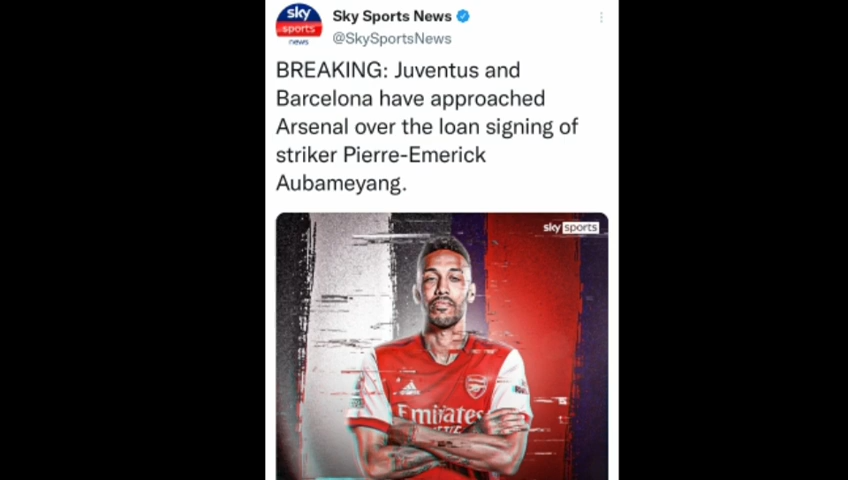 sky
sports
news
Sky Sports News
@SkySportsNews
BREAKING: Juventus and
Barcelona have approached
Arsenal over the loan signing of
striker Pierre-Emerick
Aubameyang.
sky sports
Arsenal
Emirates